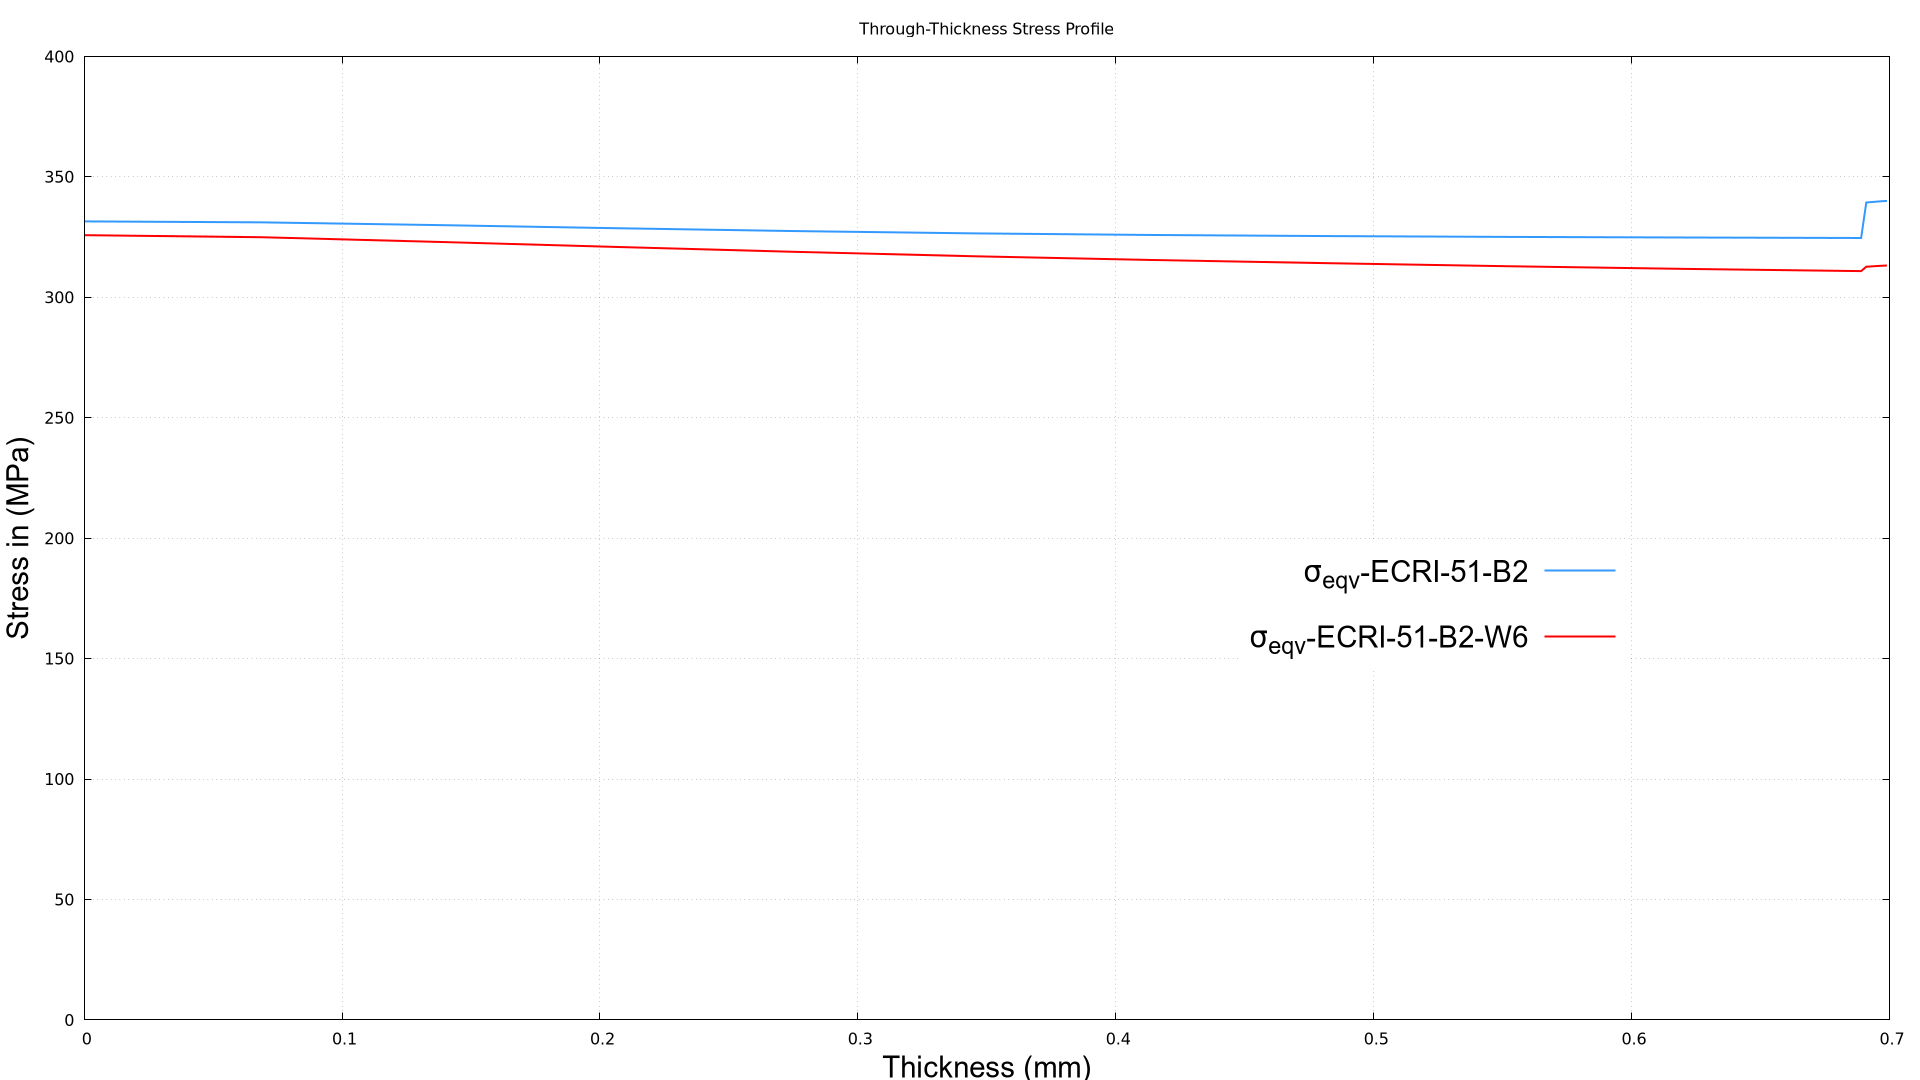 Through-Thickness Stress Profile
400
350
300
250
200
150
100
50
0
Stress in (MPa)
σeqv-ECRI-51-B2
σeqv-ECRI-51-B2-W6
0 0.1 0.2 0.3 0.4 0.5 0.6 0.7
Thickness (mm)